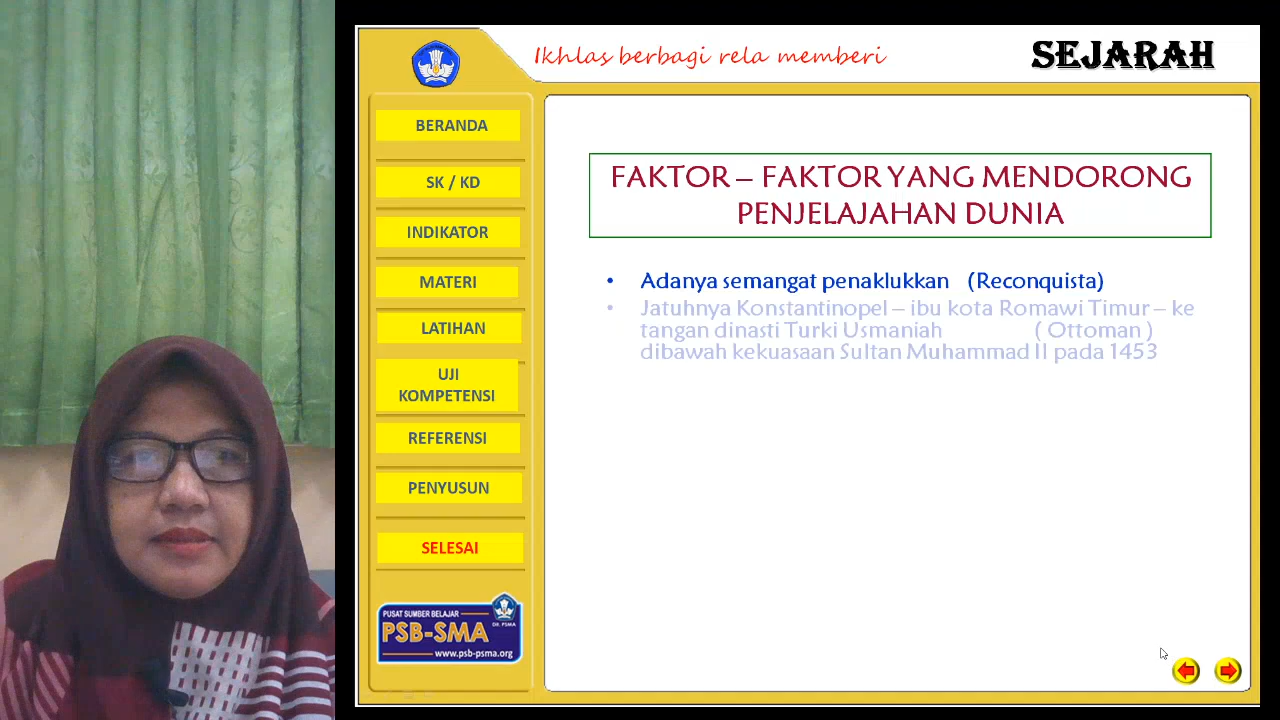 Ikhlas berbagi rela memberi
SEJARAH
BERANDA
SK / KD
INDIKATOR
MATERI
LATIHAN
UJI
KOMPETENSI
REFERENSI
PENYUSUN
SELESAI
PUSAT SUMBER BELAJAR
DIR. PSMA
PSB-SMA
www.psb-psma.org
FAKTOR – FAKTOR YANG MENDORONG
PENJELAJAHAN DUNIA
• Adanya semangat penaklukkan (Reconquista)
• Jatuhnya Konstantinopel – ibu kota Romawi Timur – ke
tangan dinasti Turki Usmaniah ( Ottoman )
dibawah kekuasaan Sultan Muhammad II pada 1453